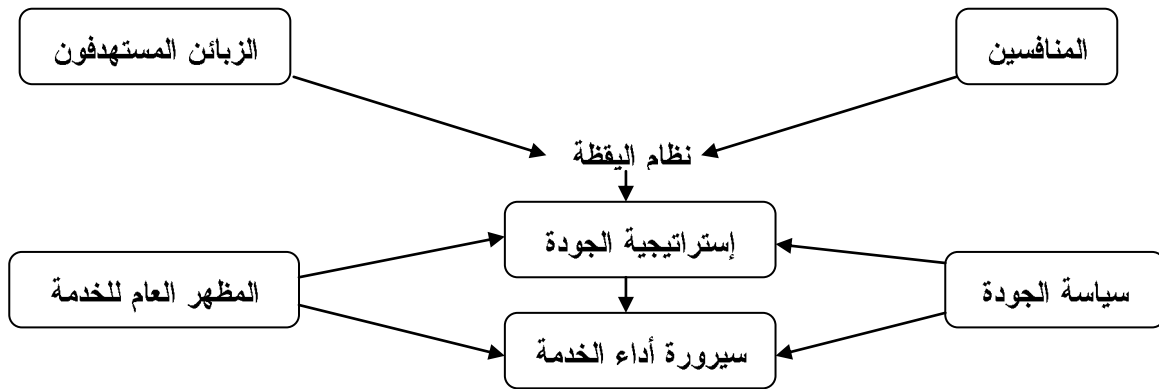 المنافسين
الزبائن المستهدفون
نظام اليقظة
إستراتيجية الجودة
سياسة الجودة
المظهر العام للخدمة
سيرورة أداء الخدمة